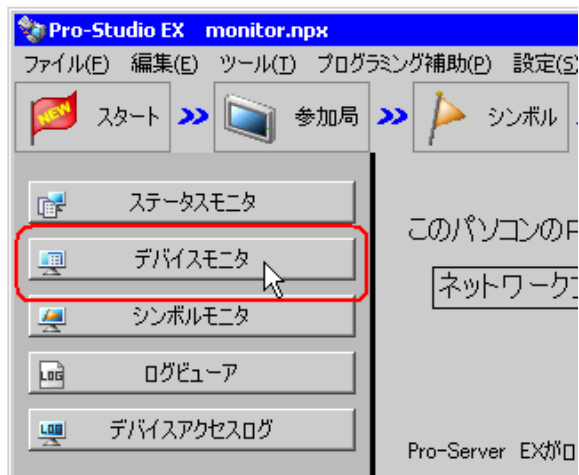 Pro-Studio EX monitor.npx
ファイル(F) 編集(E) ツール(T) プログラミング補助(P) 設定(S)
NEW スタート 参加局 シンボル
ステータスモニタ
デバイスモニタ
シンボルモニタ
LOG ログビューア
LOG デバイスアクセスログ
このパソコンの
ネットワーク
Pro-Server EXが